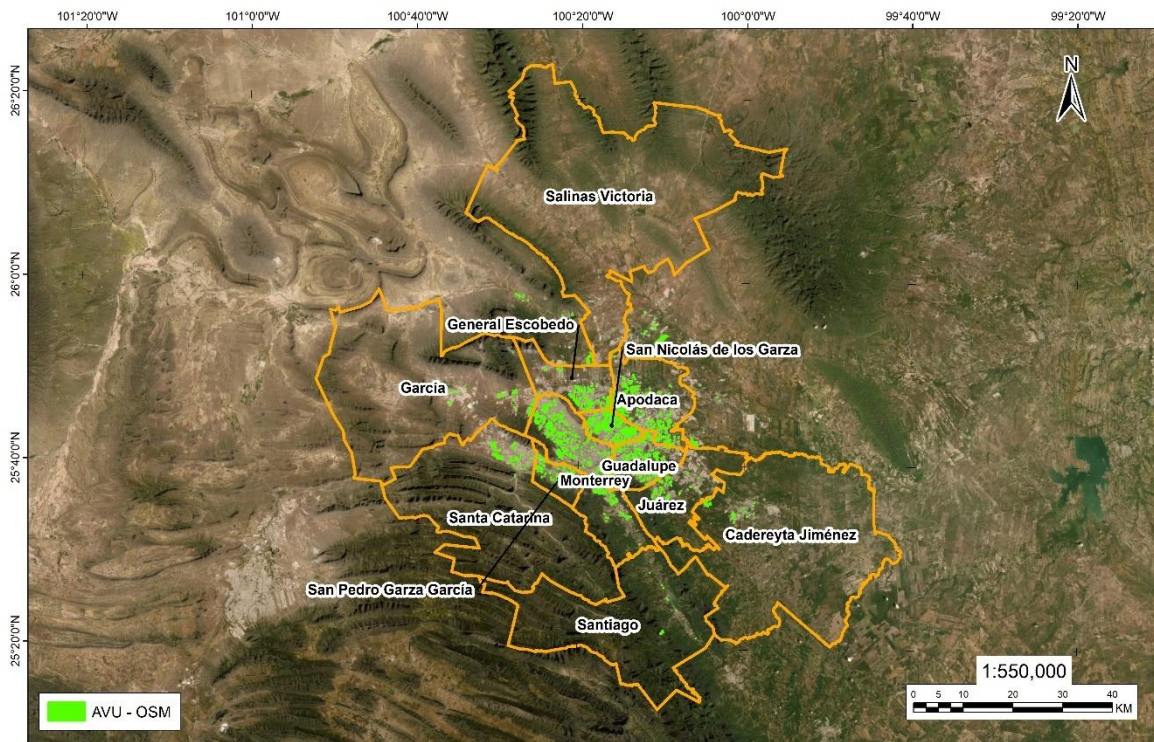 101°20'0"W 101°0'0"W 100°40'0"W 100°20'0"W 100°0'0"W 99°40'0"W 99°20'0"W
N
26°20'0"N
Salinas Victoria
26°0'0"N
General Escobedo
San Nicolás de los Garza
García
Apodaca
25°40'0"N
Guadalupe
Monterrey
Juárez
Santa Catarina
Cadereyta Jiménez
San Pedro Garza García
Santiago
25°20'0"N
1:550,000
AVU - OSM
0 5 10 20 30 40
KM